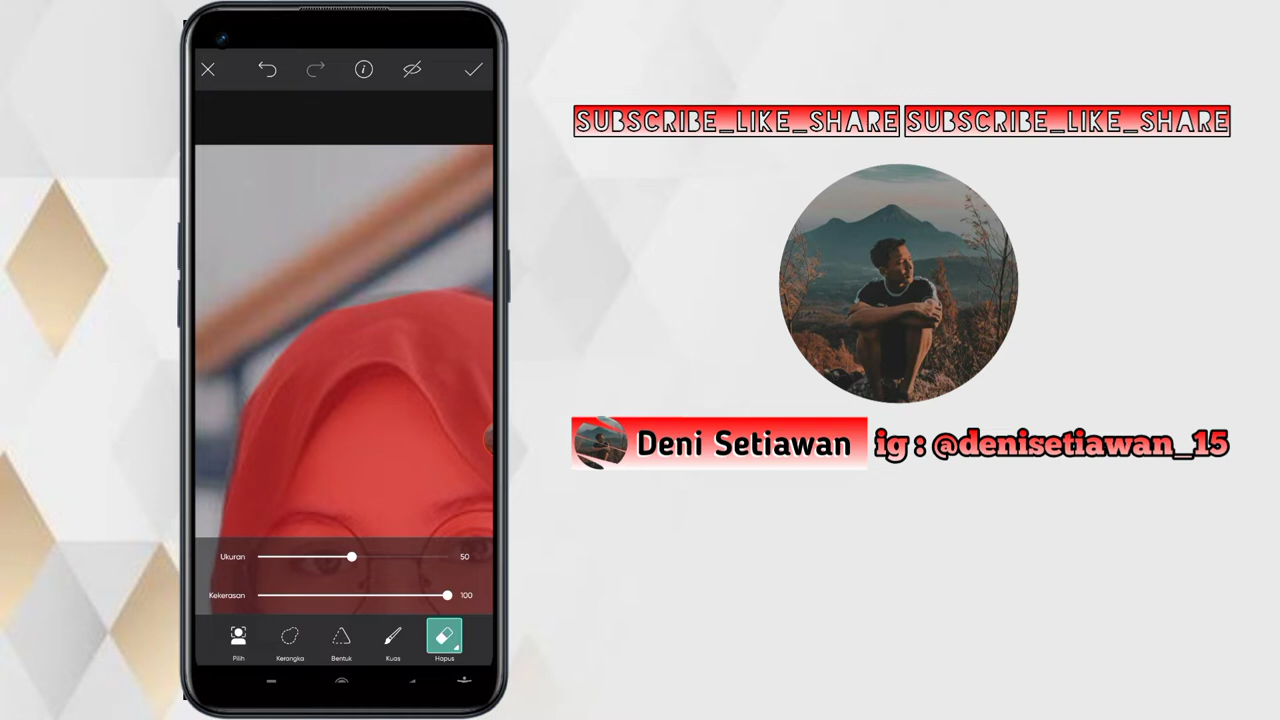 SUBSCRIBE_LIKE_SHARE SUBSCRIBE_LIKE_SHARE
Deni Setiawan ig : @denisetiawan_15
Ukuran 50
Kekerasan 100
Pilih Kerangka Bentuk Kuas Hapus